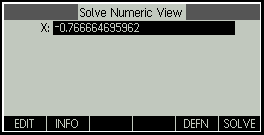 Solve Numeric View
X: -0.766664695962
EDIT INFO DEFN SOLVE